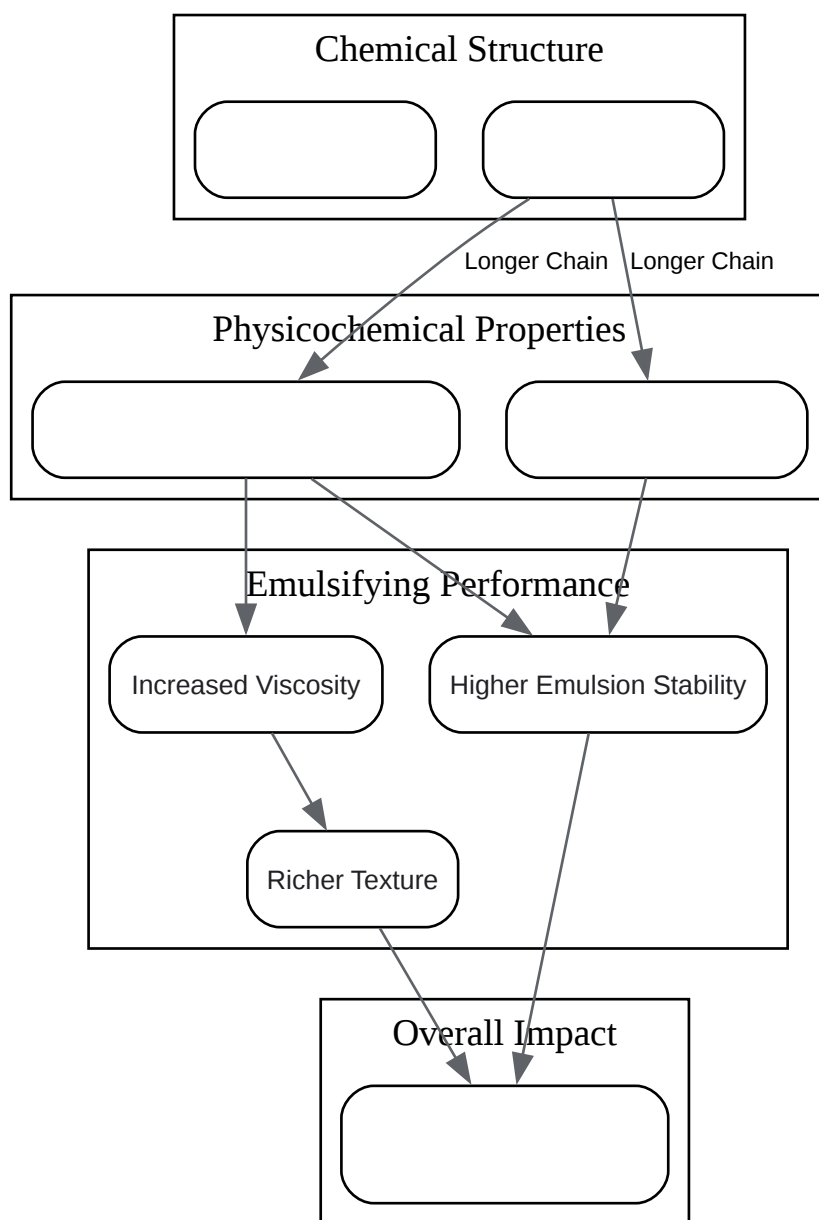 Chemical Structure
Longer Chain
Longer Chain
Physicochemical Properties
Emulsifying Performance
Increased Viscosity
Higher Emulsion Stability
Richer Texture
Overall Impact